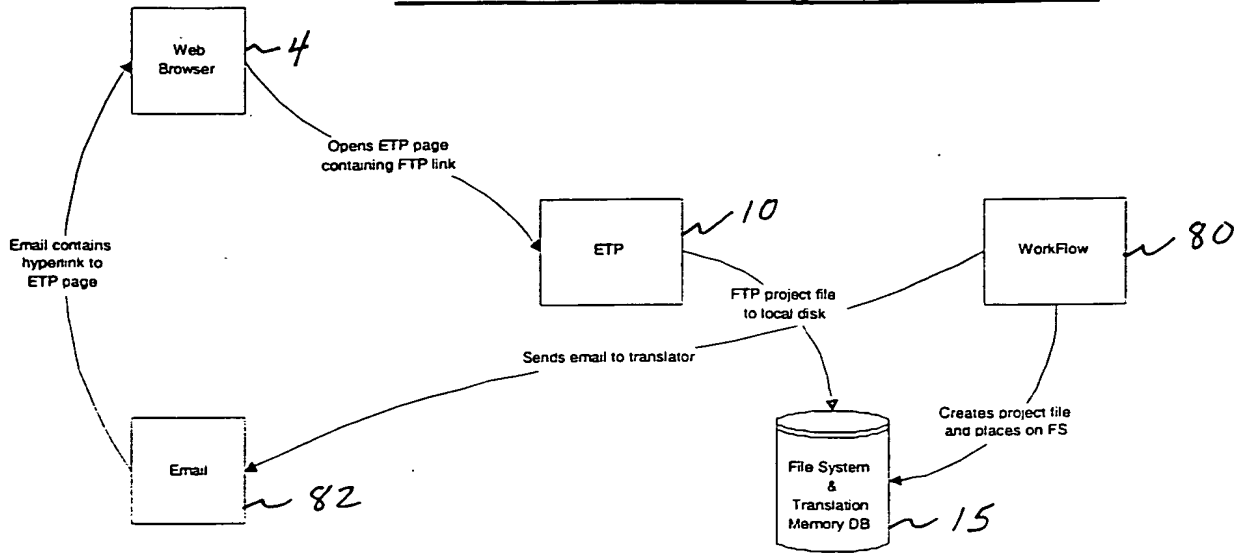 Web
Browser
4
Opens ETP page
containing FTP link
Email contains
hyperlink to
ETP page
ETP
10
WorkFlow
80
FTP project file
to local disk
Sends email to translator
Creates project file
and places on FS
Email
82
File System
&
Translation
Memory DB
15